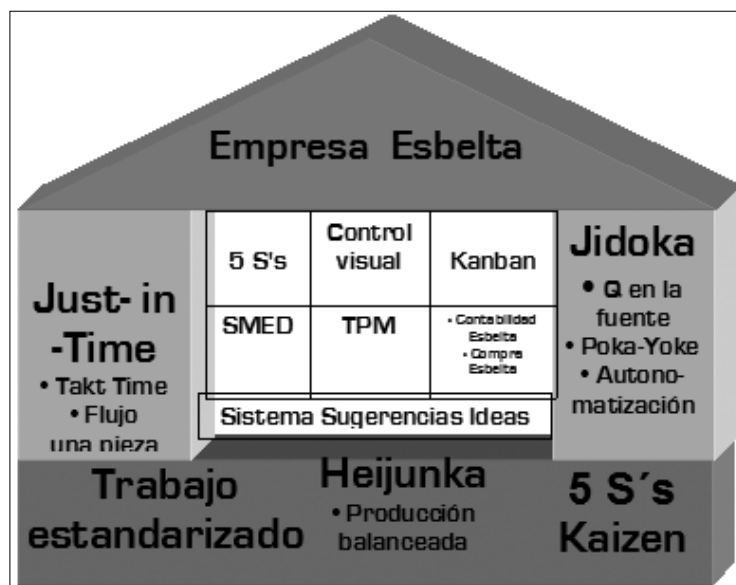 Empresa Esbelta
Just- in
-Time
• Takt Time
• Flujo
una pieza
5 S's
Control
visual
Kanban
SMED
TPM
• Contabilidad
Esbelta
• Compra
Esbelta
Sistema Sugerencias Ideas
Jidoka
• Q en la
fuente
• Poka-Yoke
• Autono-
matización
Trabajo
estandarizado
Heijunka
• Producción
balanceada
5 S´s
Kaizen